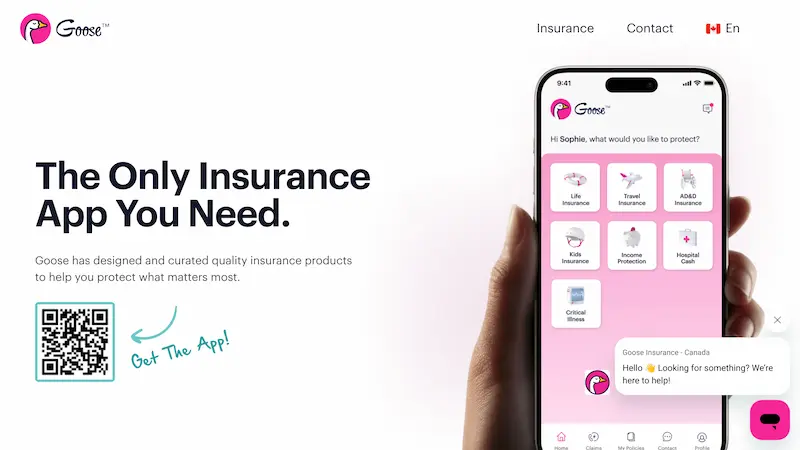 Goose™
Insurance
Contact
En
The Only Insurance
App You Need.
Goose has designed and curated quality insurance products
to help you protect what matters most.
Get The App!
9:41
Goose™
Hi Sophie, what would you like to protect?
Life
Insurance
Travel
Insurance
AD&D
Insurance
Kids
Insurance
Income
Protection
Hospital
Cash
Critical
Illness
Goose Insurance - Canada
Hello 👋 Looking for something? We're
here to help!
Home
Claims
My Policies
Contact
Profile